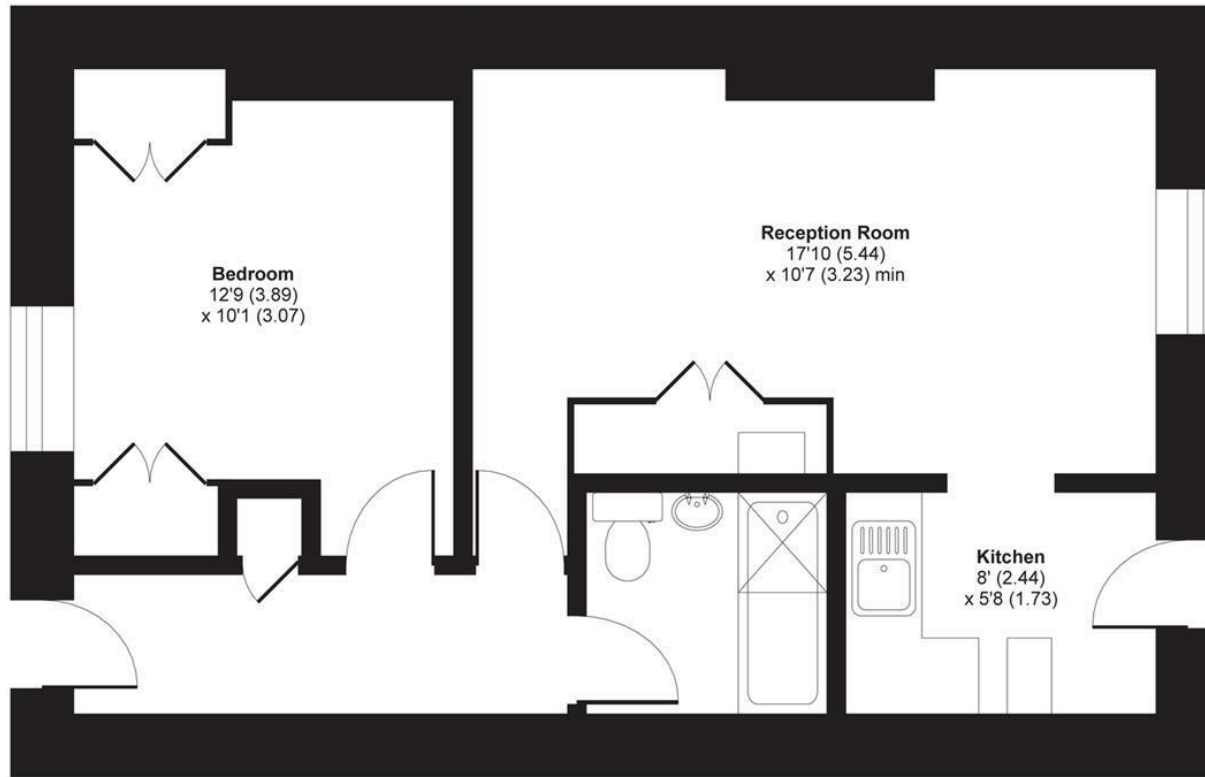 Bedroom
12'9 (3.89)
x 10'1 (3.07)
Reception Room
17'10 (5.44)
x 10'7 (3.23) min
Kitchen
8' (2.44)
x 5'8 (1.73)